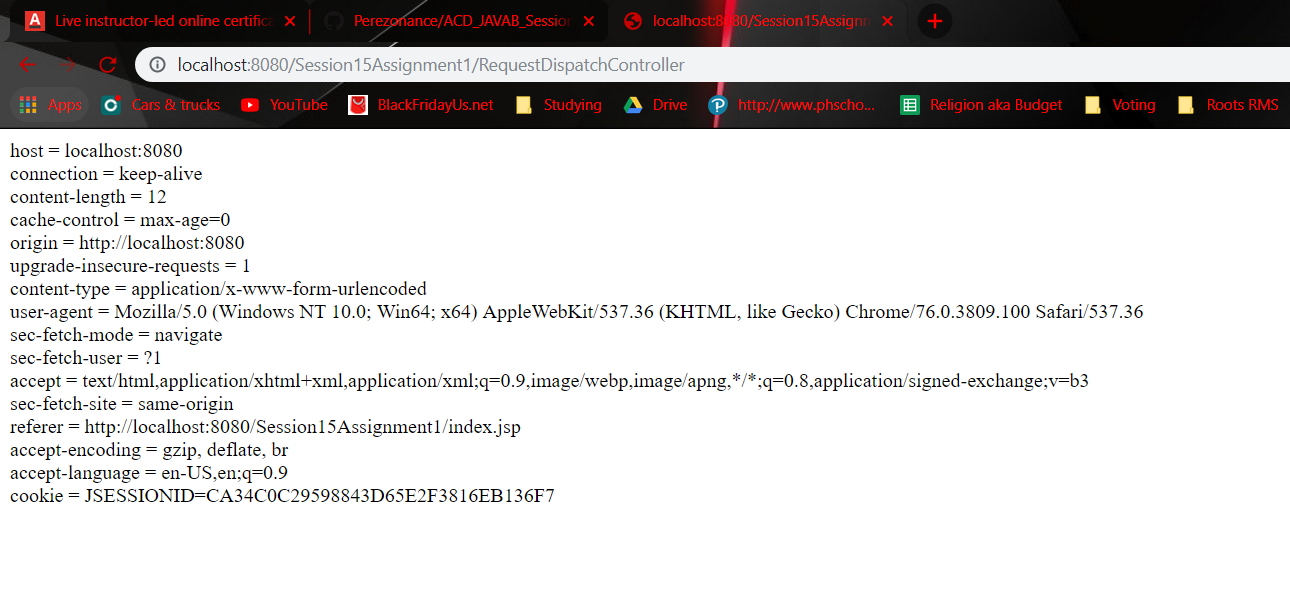 Live instructor-led online certifica
Perezonance/ACD_JAVAB_Session
localhost:8080/Session15Assignm
localhost:8080/Session15Assignment1/RequestDispatchController
Apps Cars & trucks YouTube BlackFridayUs.net Studying Drive http://www.phscho... Religion aka Budget Voting Roots RMS
host = localhost:8080
connection = keep-alive
content-length = 12
cache-control = max-age=0
origin = http://localhost:8080
upgrade-insecure-requests = 1
content-type = application/x-www-form-urlencoded
user-agent = Mozilla/5.0 (Windows NT 10.0; Win64; x64) AppleWebKit/537.36 (KHTML, like Gecko) Chrome/76.0.3809.100 Safari/537.36
sec-fetch-mode = navigate
sec-fetch-user = ?1
accept = text/html,application/xhtml+xml,application/xml;q=0.9,image/webp,image/apng,*/*;q=0.8,application/signed-exchange;v=b3
sec-fetch-site = same-origin
referer = http://localhost:8080/Session15Assignment1/index.jsp
accept-encoding = gzip, deflate, br
accept-language = en-US,en;q=0.9
cookie = JSESSIONID=CA34C0C29598843D65E2F3816EB136F7